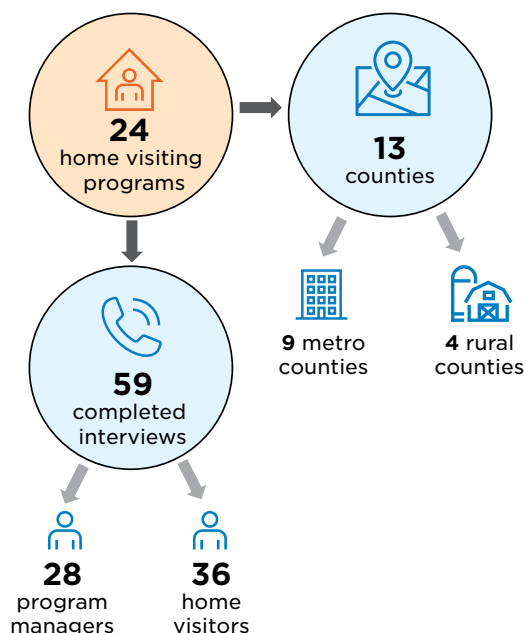 24
home visiting
programs
13
counties
9 metro
counties
4 rural
counties
59
completed
interviews
28
program
managers
36
home
visitors